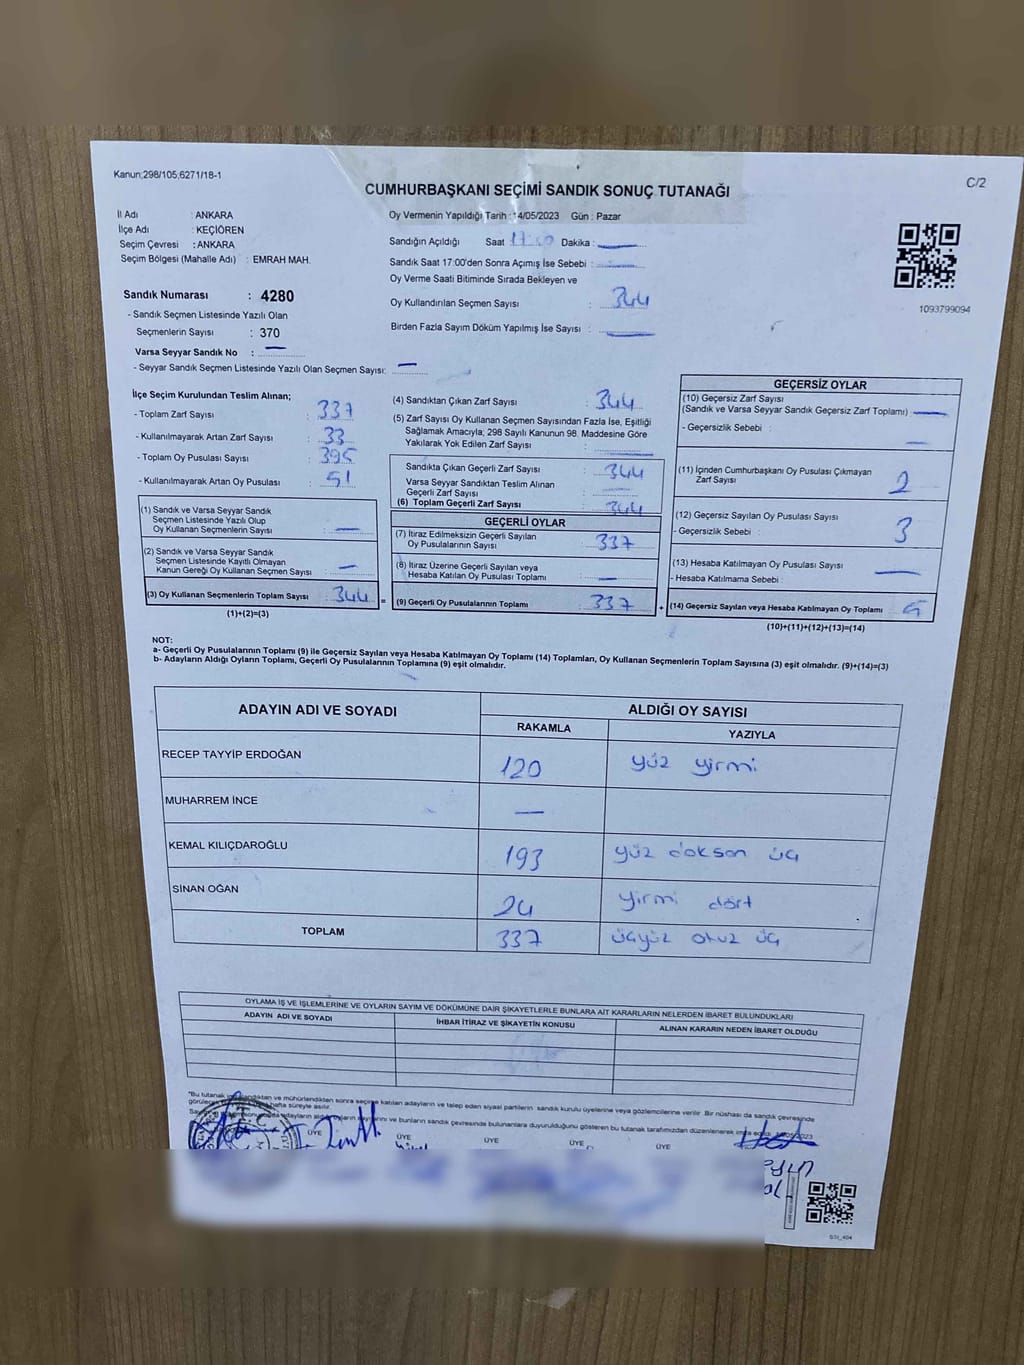 Kanun;298/105;6271/18-1
C/2
CUMHURBAŞKANI SEÇİMİ SANDIK SONUÇ TUTANAĞI
İl Adı : ANKARA
İlçe Adı : KEÇİÖREN
Seçim Çevresi : ANKARA
Seçim Bölgesi (Mahalle Adı) : EMRAH MAH.
Oy Vermenin Yapıldığı Tarih : 14/05/2023 Gün : Pazar
Sandığın Açıldığı Saat 17:00 Dakika :
Sandık Saat 17:00'den Sonra Açımış İse Sebebi :
Oy Verme Saati Bitiminde Sırada Bekleyen ve
Oy Kullandırılan Seçmen Sayısı : 344
Birden Fazla Sayım Döküm Yapılmış İse Sayısı :
1093799094
Sandık Numarası : 4280
- Sandık Seçmen Listesinde Yazılı Olan
Seçmenlerin Sayısı : 370
Varsa Seyyar Sandık No : —
- Seyyar Sandık Seçmen Listesinde Yazılı Olan Seçmen Sayısı: —
İlçe Seçim Kurulundan Teslim Alınan;
- Toplam Zarf Sayısı : 337
- Kullanılmayarak Artan Zarf Sayısı : 33
- Toplam Oy Pusulası Sayısı : 395
- Kullanılmayarak Artan Oy Pusulası : 51
(1) Sandık ve Varsa Seyyar Sandık
Seçmen Listesinde Yazılı Olup
Oy Kullanan Seçmenlerin Sayısı : —
(2) Sandık ve Varsa Seyyar Sandık
Seçmen Listesinde Kayıtlı Olmayan
Kanun Gereği Oy Kullanan Seçmen Sayısı : —
(3) Oy Kullanan Seçmenlerin Toplam Sayısı : 344
(1)+(2)=(3)
(4) Sandıktan Çıkan Zarf Sayısı : 344
(5) Zarf Sayısı Oy Kullanan Seçmen Sayısından Fazla İse, Eşitliği
Sağlamak Amacıyla; 298 Sayılı Kanunun 98. Maddesine Göre
Yakılarak Yok Edilen Zarf Sayısı :
Sandıkta Çıkan Geçerli Zarf Sayısı : 344
Varsa Seyyar Sandıktan Teslim Alınan
Geçerli Zarf Sayısı :
(6) Toplam Geçerli Zarf Sayısı : 344
GEÇERLİ OYLAR
(7) İtiraz Edilmeksizin Geçerli Sayılan
Oy Pusulalarının Sayısı : 337
(8) İtiraz Üzerine Geçerli Sayılan veya
Hesaba Katılan Oy Pusulası Toplamı : —
(9) Geçerli Oy Pusulalarının Toplamı : 337
GEÇERSİZ OYLAR
(10) Geçersiz Zarf Sayısı
(Sandık ve Varsa Seyyar Sandık Geçersiz Zarf Toplamı) : —
- Geçersizlik Sebebi : —
(11) İçinden Cumhurbaşkanı Oy Pusulası Çıkmayan
Zarf Sayısı : 2
(12) Geçersiz Sayılan Oy Pusulası Sayısı : 3
- Geçersizlik Sebebi :
(13) Hesaba Katılmayan Oy Pusulası Sayısı : —
- Hesaba Katılmama Sebebi :
(14) Geçersiz Sayılan veya Hesaba Katılmayan Oy Toplamı :
(10)+(11)+(12)+(13)=(14)
NOT:
a- Geçerli Oy Pusulalarının Toplamı (9) ile Geçersiz Sayılan veya Hesaba Katılmayan Oy Toplamı (14) Toplamları, Oy Kullanan Seçmenlerin Toplam Sayısına (3) eşit olmalıdır. (9)+(14)=(3)
b- Adayların Aldığı Oyların Toplamı, Geçerli Oy Pusulalarının Toplamına (9) eşit olmalıdır.
ADAYIN ADI VE SOYADI ALDIĞI OY SAYISI
RAKAMLA YAZIYLA
RECEP TAYYİP ERDOĞAN 120 yüz yirmi
MUHARREM İNCE —
KEMAL KILIÇDAROĞLU 193 yüz doksan üç
SİNAN OĞAN 24 yirmi dört
TOPLAM 337 üçyüz otuz üç
OYLAMA İŞ VE İŞLEMLERİNE VE OYLARIN SAYIM VE DÖKÜMÜNE DAİR ŞİKAYETLERLE BUNLARA AİT KARARLARIN NELERDEN İBARET BULUNDUKLARI
ADAYIN ADI VE SOYADI İHBAR İTİRAZ VE ŞİKAYETİN KONUSU ALINAN KARARIN NEDEN İBARET OLDUĞU
*Bu tutanak ve mühürlendikten sonra seçime katılan adayların ve talep eden siyasi partilerin sandık kurulu üyelerine veya gözlemcilerine verilir. Bir nüshası da sandık çevresinde
hafta süreyle asılır.
ve bunların sandık çevresinde bulunanlara duyurulduğunu gösteren bu tutanak tarafımızdan düzenlenerek
ÜYE ÜYE ÜYE ÜYE ÜYE